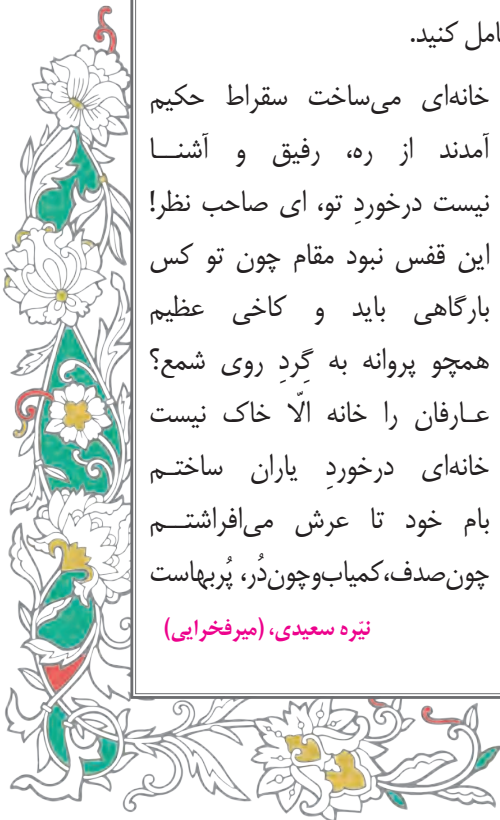 امل کنید.
خانه‌ای می‌ساخت سقراط حکیم
آمدند از ره، رفیق و آشنا
نیست درخوردِ تو، ای صاحب نظر!
این قفس نبود مقام چون تو کس
بارگاهی باید و کاخی عظیم
همچو پروانه به گِردِ روی شمع؟
عارفان را خانه الّا خاک نیست
خانه‌ای درخوردِ یاران ساختم
بام خود تا عرش می‌افراشتم
چون‌صدف،کمیاب‌وچون‌دُر، پُربهاست
نیّره سعیدی، (میرفخرایی)